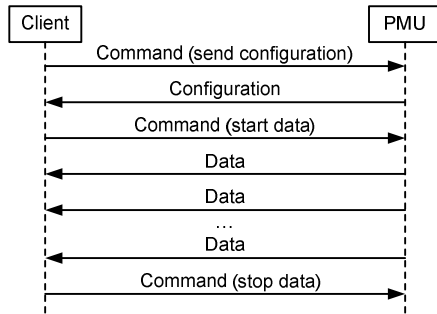 Client PMU
Command (send configuration)
Configuration
Command (start data)
Data
Data
...
Data
Command (stop data)